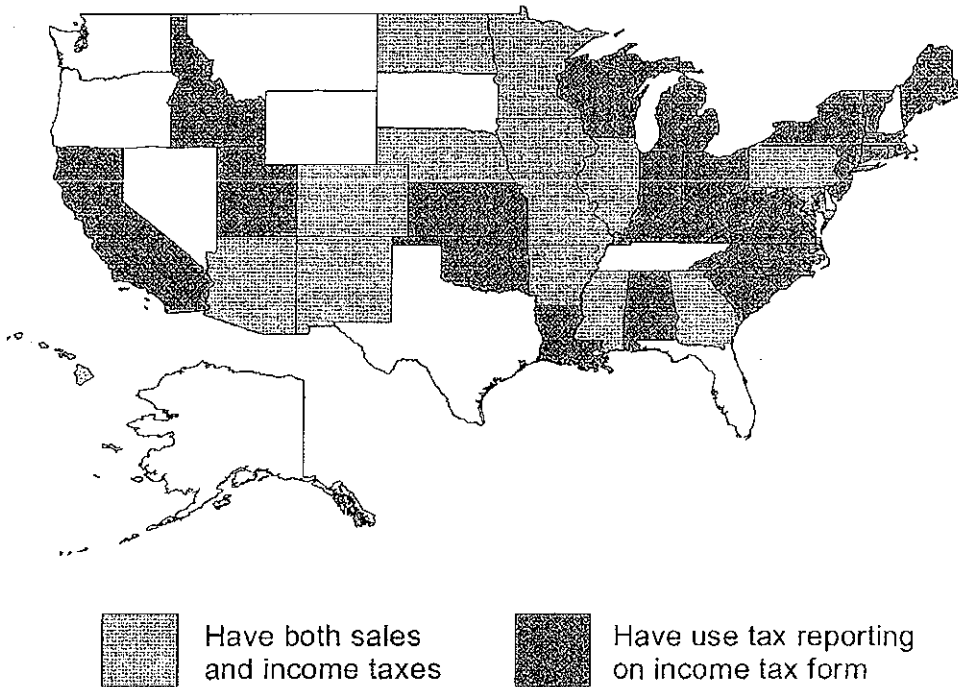 Have both sales
and income taxes
Have use tax reporting
on income tax form